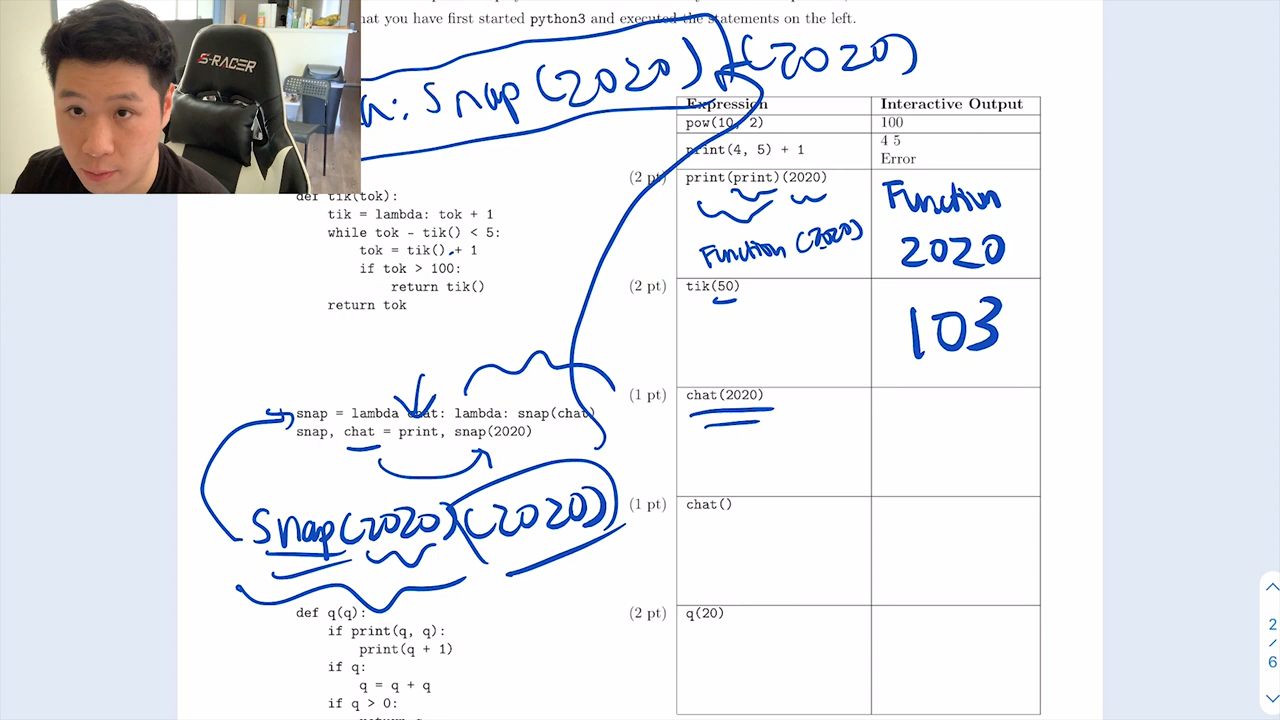 hat you have first started python3 and executed the statements on the left.
S-RACER
: Snap(2020) (2020)
Expression Interactive Output
pow(10, 2) 100
print(4, 5) + 1 4 5
Error
(2 pt) print(print)(2020) Function
2020
Function (2020)
def tik(tok):
tik = lambda: tok + 1
while tok - tik() < 5:
tok = tik() + 1
if tok > 100:
return tik()
return tok
(2 pt) tik(50) 103
snap = lambda chat: lambda: snap(chat)
snap, chat = print, snap(2020)
(1 pt) chat(2020)
Snap(2020)(2020)
(1 pt) chat()
def q(q):
if print(q, q):
print(q + 1)
if q:
q = q + q
if q > 0:
(2 pt) q(20)
2
/
6